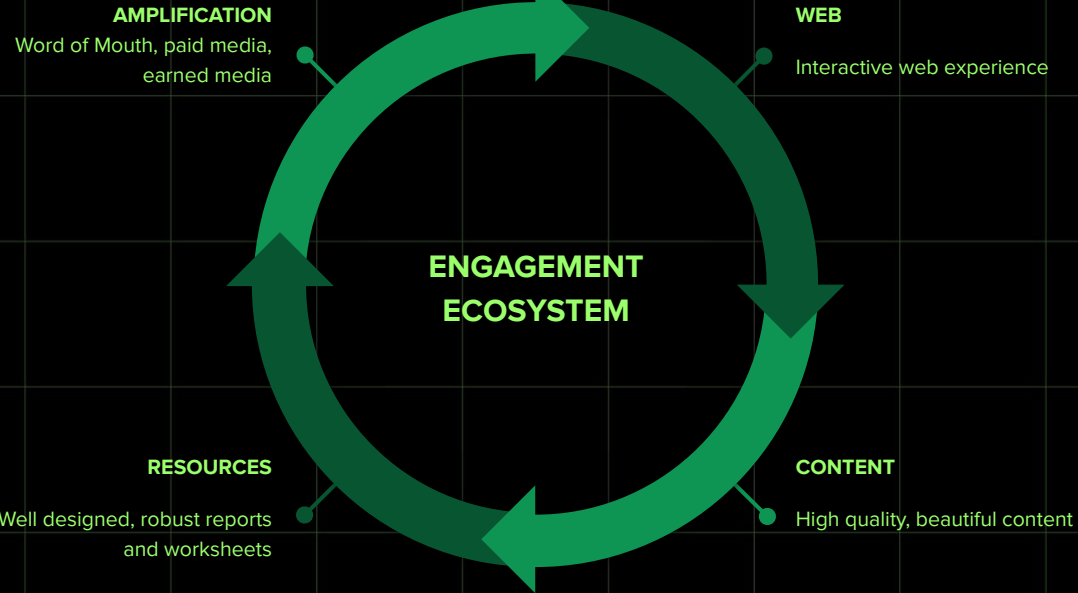 AMPLIFICATION
Word of Mouth, paid media,
earned media
WEB
Interactive web experience
ENGAGEMENT
ECOSYSTEM
RESOURCES
Well designed, robust reports
and worksheets
CONTENT
High quality, beautiful content